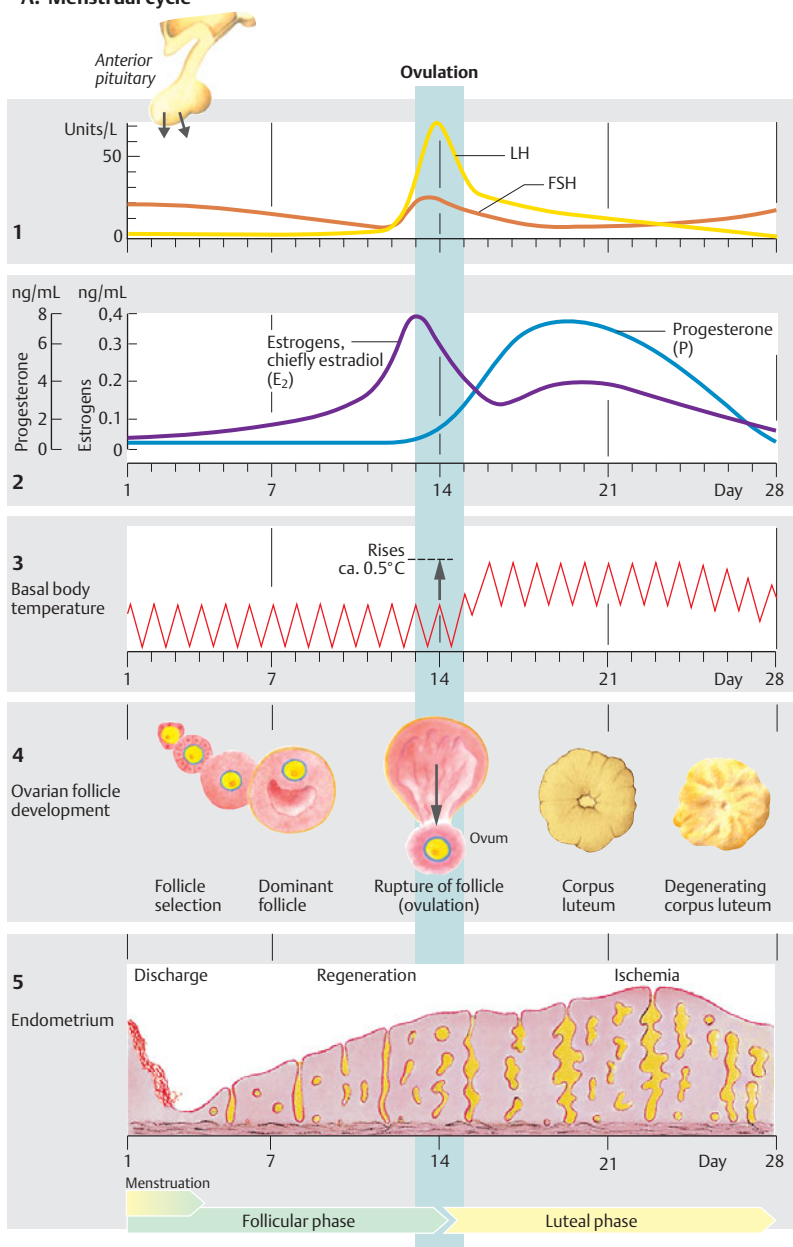 A. Menstrual cycle
Anterior
pituitary
Ovulation
Units/L
50
0
LH
FSH
1
ng/mL
ng/mL
8
6
4
2
0
Progesterone
0,4
0.3
0.2
0.1
0
Estrogens
Estrogens,
chiefly estradiol
(E2)
Progesterone
(P)
2
1
7
14
21
Day
28
3
Basal body
temperature
Rises
ca. 0.5°C
1
7
14
21
Day
28
4
Ovarian follicle
development
Ovum
Follicle
selection
Dominant
follicle
Rupture of follicle
(ovulation)
Corpus
luteum
Degenerating
corpus luteum
5
Endometrium
Discharge
Regeneration
Ischemia
1
7
14
21
Day
28
Menstruation
Follicular phase
Luteal phase